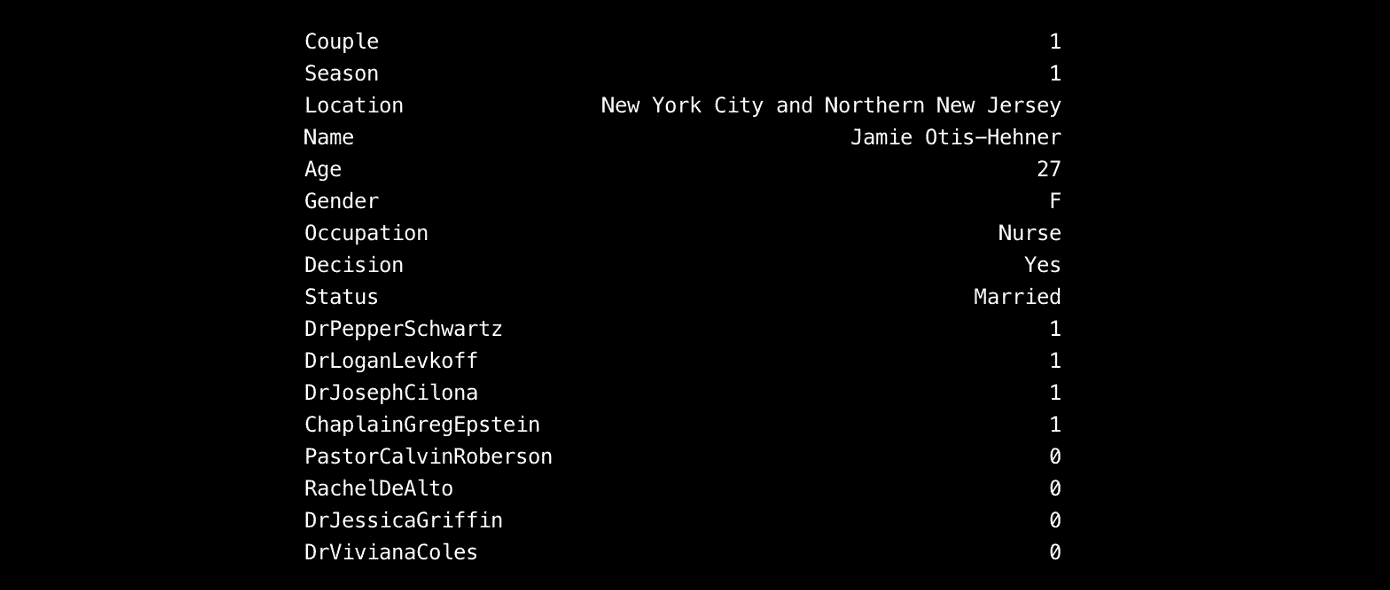 Couple 1
Season 1
Location New York City and Northern New Jersey
Name Jamie Otis-Hehner
Age 27
Gender F
Occupation Nurse
Decision Yes
Status Married
DrPepperSchwartz 1
DrLoganLevkoff 1
DrJosephCilona 1
ChaplainGregEpstein 1
PastorCalvinRoberson 0
RachelDeAlto 0
DrJessicaGriffin 0
DrVivianaColes 0